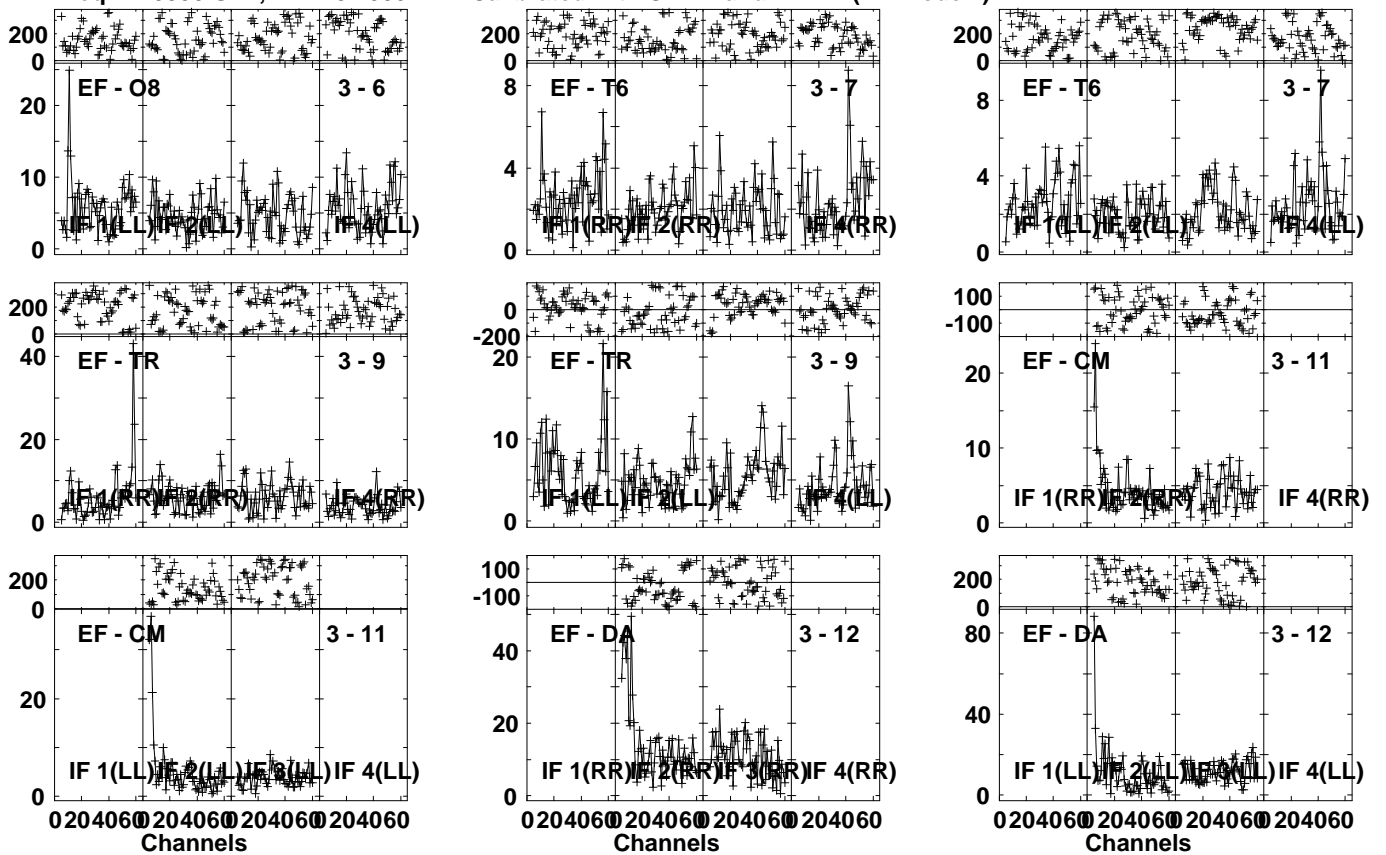 200
0
EF - O8 3 - 6
20
10
0
IF 1(LL) IF 2(LL) IF 4(LL)
200
0
EF - T6 3 - 7
8
4
0
IF 1(RR) IF 2(RR) IF 4(RR)
200
0
EF - T6 3 - 7
8
4
0
IF 1(LL) IF 2(LL) IF 4(LL)
200
0
EF - TR 3 - 9
40
20
0
IF 1(RR) IF 2(RR) IF 4(RR)
0
-200
EF - TR 3 - 9
20
10
0
IF 1(LL) IF 2(LL) IF 4(LL)
100
-100
EF - CM 3 - 11
20
10
0
IF 1(RR) IF 2(RR) IF 4(RR)
200
0
EF - CM 3 - 11
20
0
IF 1(LL) IF 2(LL) IF 3(LL) IF 4(LL)
0 20 40 60 0 20 40 60 0 20 40 60 0 20 40 60
Channels
100
-100
EF - DA 3 - 12
40
20
0
IF 1(RR) IF 2(RR) IF 3(RR) IF 4(RR)
0 20 40 60 0 20 40 60 0 20 40 60 0 20 40 60
Channels
200
0
EF - DA 3 - 12
80
40
0
IF 1(LL) IF 2(LL) IF 3(LL) IF 4(LL)
0 20 40 60 0 20 40 60 0 20 40 60 0 20 40 60
Channels